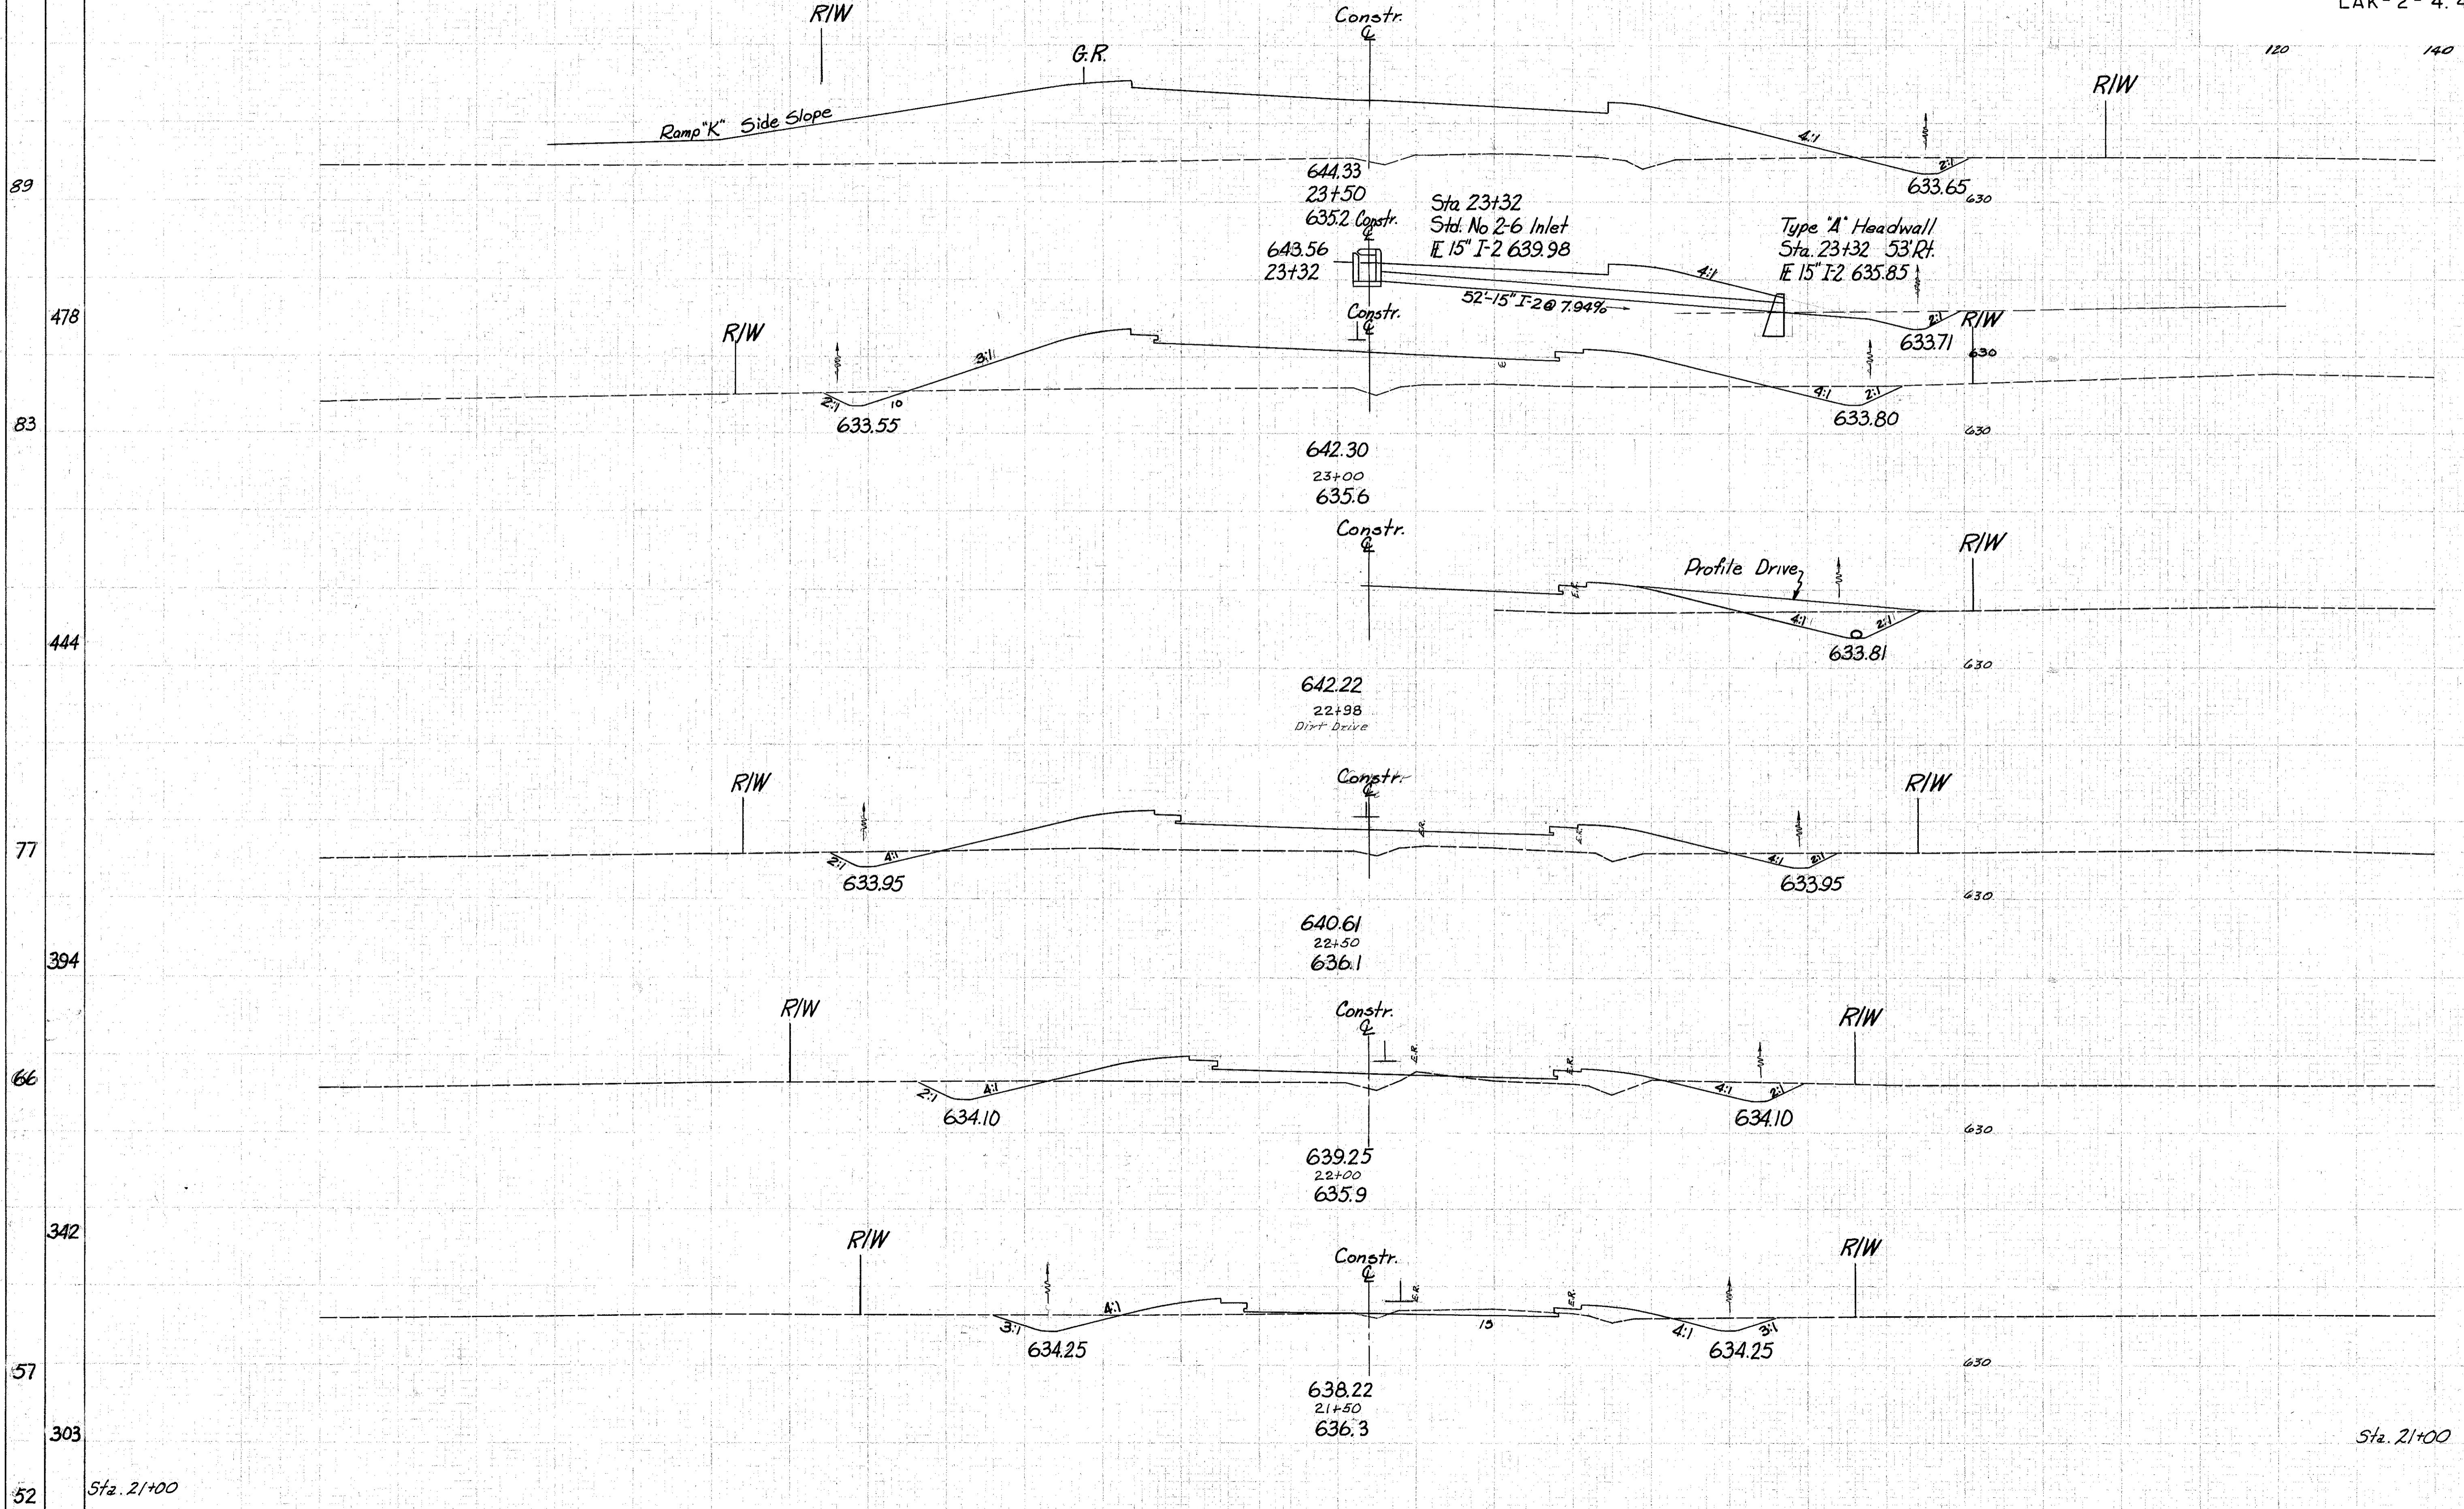 LAK-2-4.4
120
140
R/W
Constr.
℄
G.R.
R/W
Ramp "K" Side Slope
4:1
2:1
89
644.33
23+50
635.2
633.65
630
Constr.
℄
643.56
23+32
Sta 23+32
Std. No 2-6 Inlet
IE 15" I-2 639.98
Type "A" Headwall
Sta. 23+32 53' Rt.
IE 15" I-2 635.85
4:1
52'-15" I-2 @ 7.94%
2:1
633.71
630
478
R/W
Constr.
℄
R/W
3:1
2:1
10
4:1
2:1
83
633.55
633.80
630
642.30
23+00
635.6
Constr.
℄
R/W
Profile Drive
E.R.
4:1
2:1
444
633.81
630
642.22
22+98
Dirt Drive
R/W
Constr.
℄
R/W
E.R.
E.R.
77
2:1
4:1
4:1
2:1
633.95
633.95
630
640.61
22+50
636.1
394
R/W
Constr.
℄
R/W
E.R.
E.R.
66
2:1
4:1
4:1
2:1
634.10
634.10
630
639.25
22+00
635.9
342
R/W
Constr.
℄
R/W
E.R.
E.R.
3:1
4:1
15
4:1
3:1
634.25
634.25
57
630
638.22
21+50
636.3
303
Sta. 21+00
Sta. 21+00
52